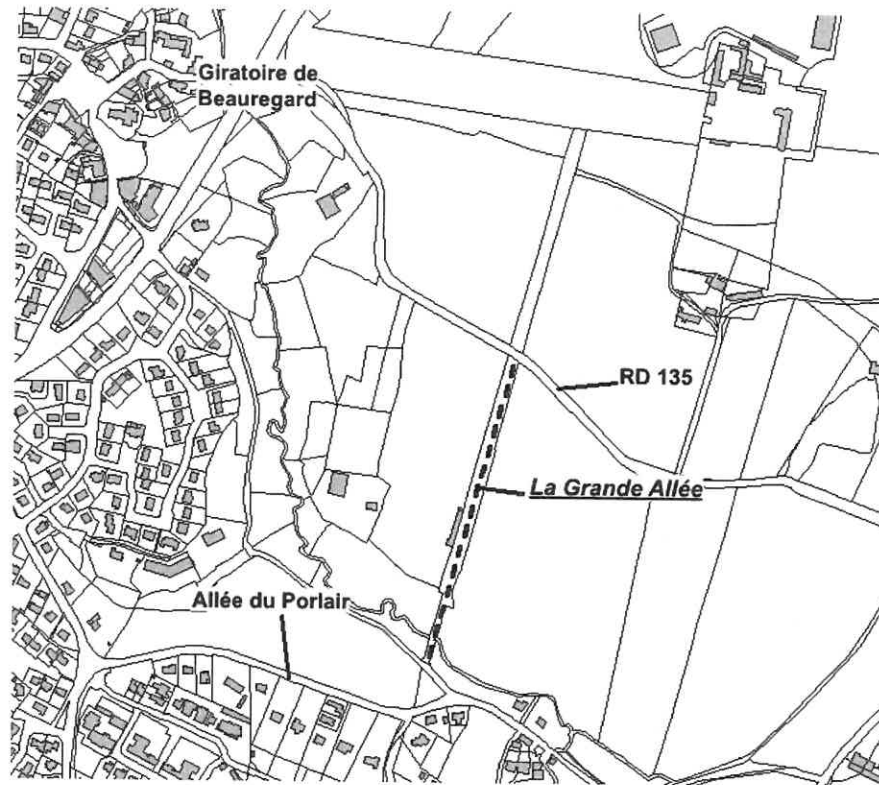 Giratoire de
Beauregard
RD 135
La Grande Allée
Allée du Porlair